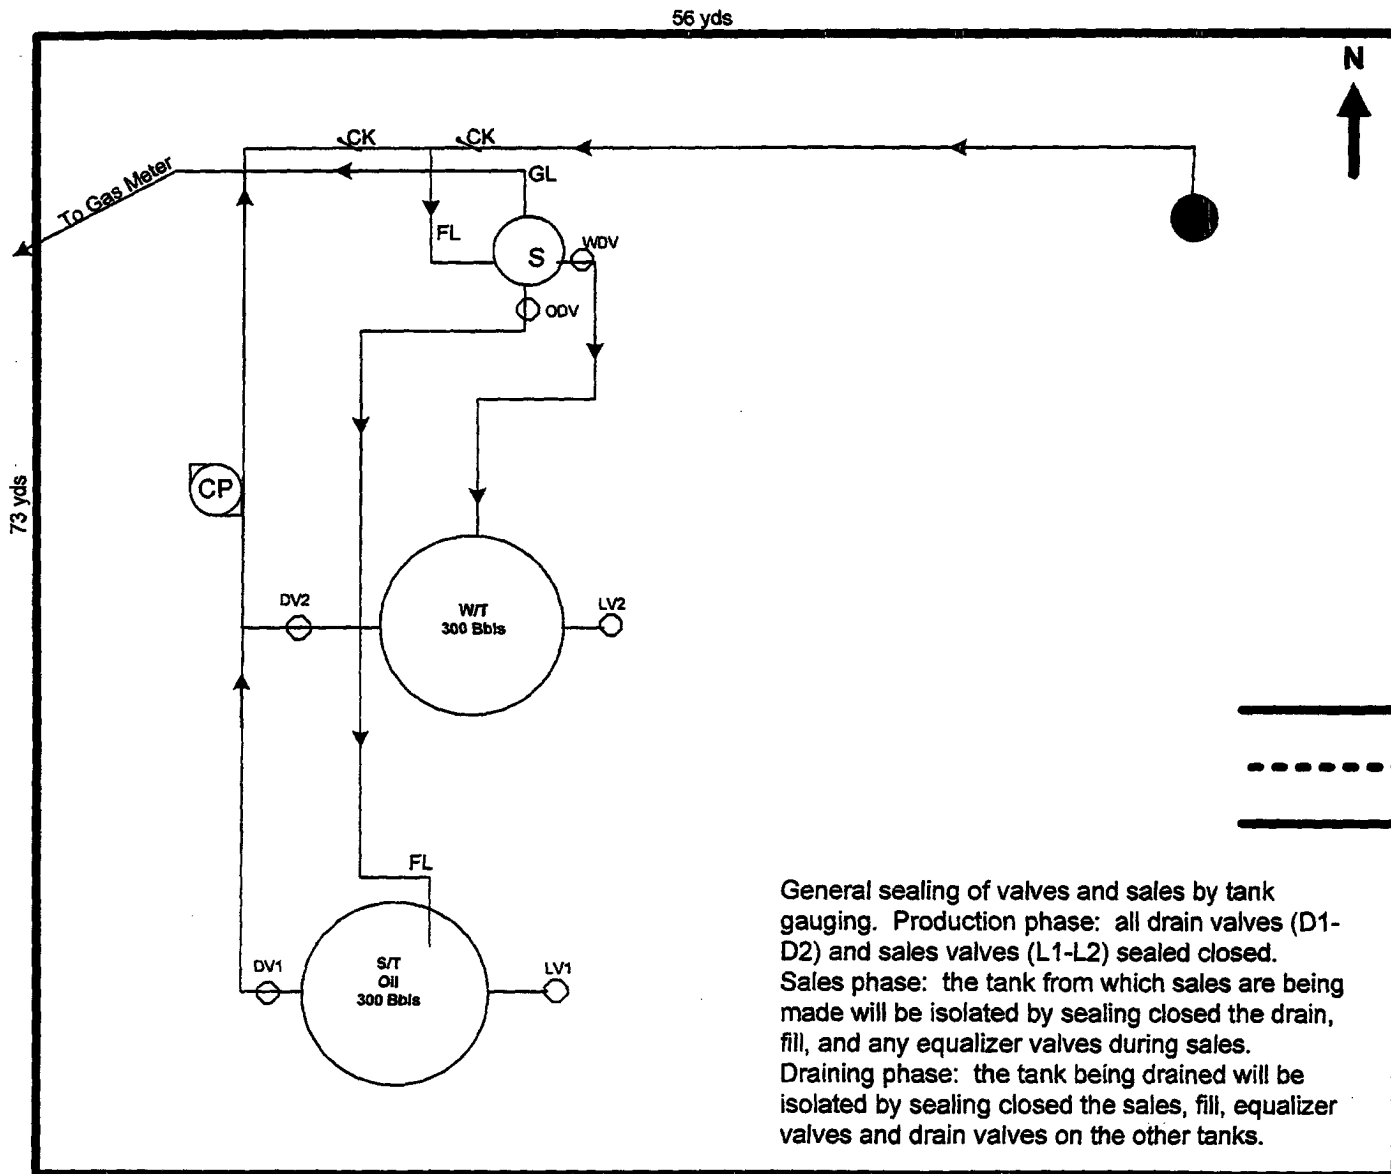 56 yds
N
CK
CK
GL
To Gas Meter
FL
S
WDV
ODV
CP
73 yds
DV2
W/T
300 Bbls
LV2
FL
DV1
S/T
Oil
300 Bbls
LV1
General sealing of valves and sales by tank
gauging. Production phase: all drain valves (D1-
D2) and sales valves (L1-L2) sealed closed.
Sales phase: the tank from which sales are being
made will be isolated by sealing closed the drain,
fill, and any equalizer valves during sales.
Draining phase: the tank being drained will be
isolated by sealing closed the sales, fill, equalizer
valves and drain valves on the other tanks.